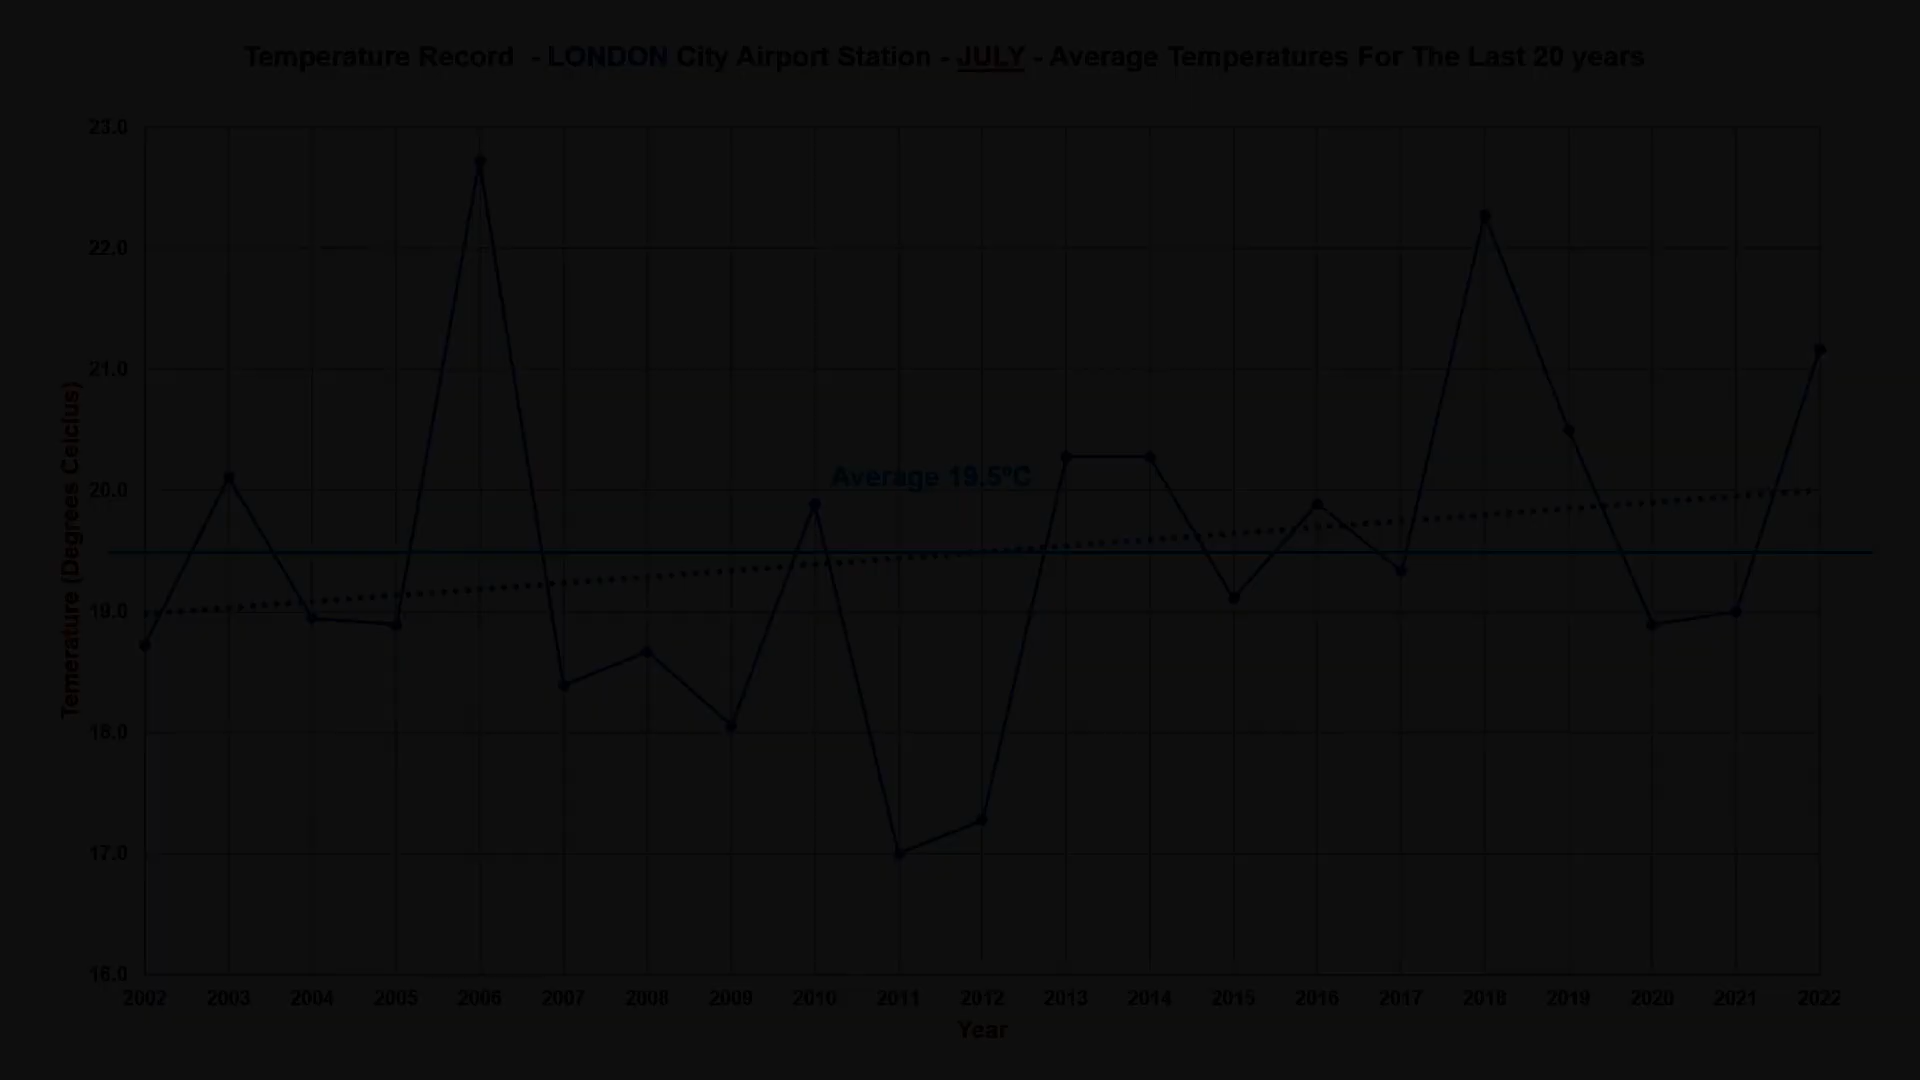 Temperature Record - LONDON City Airport Station - JULY - Average Temperatures For The Last 20 years
23.0
22.0
21.0
20.0
19.0
18.0
17.0
16.0
Temerature (Degrees Celcius)
Average 19.5°C
2002 2003 2004 2005 2006 2007 2008 2009 2010 2011 2012 2013 2014 2015 2016 2017 2018 2019 2020 2021 2022
Year